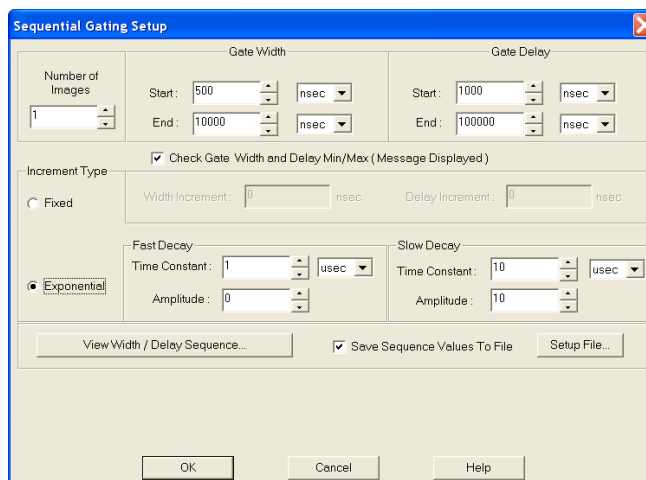 Sequential Gating Setup
Gate Width
Gate Delay
Number of
Images
1
Start: 500 nsec
Start: 1000 nsec
End: 10000 nsec
End: 100000 nsec
Check Gate Width and Delay Min/Max ( Message Displayed )
Increment Type
Fixed
Width Increment: 0 nsec
Delay Increment: 0 nsec
Exponential
Fast Decay
Time Constant : 1 usec
Amplitude : 0
Slow Decay
Time Constant : 10 usec
Amplitude : 10
View Width / Delay Sequence...
Save Sequence Values To File
Setup File...
OK
Cancel
Help